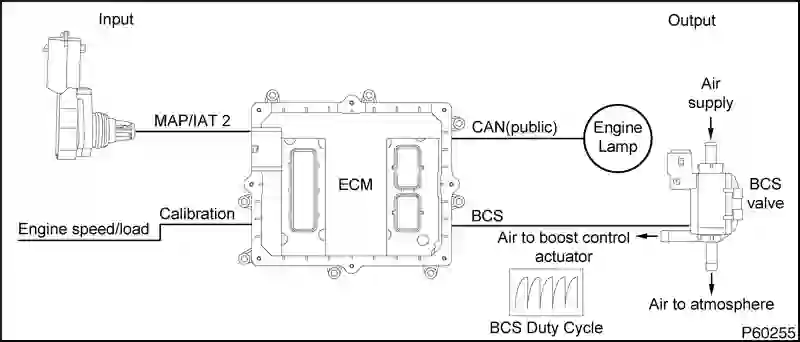 Input
Output
MAP/IAT 2
CAN(public)
Engine
Lamp
Air
supply
ECM
BCS
valve
Calibration
Engine speed/load
BCS
Air to boost control
actuator
Air to atmosphere
BCS Duty Cycle
P60255